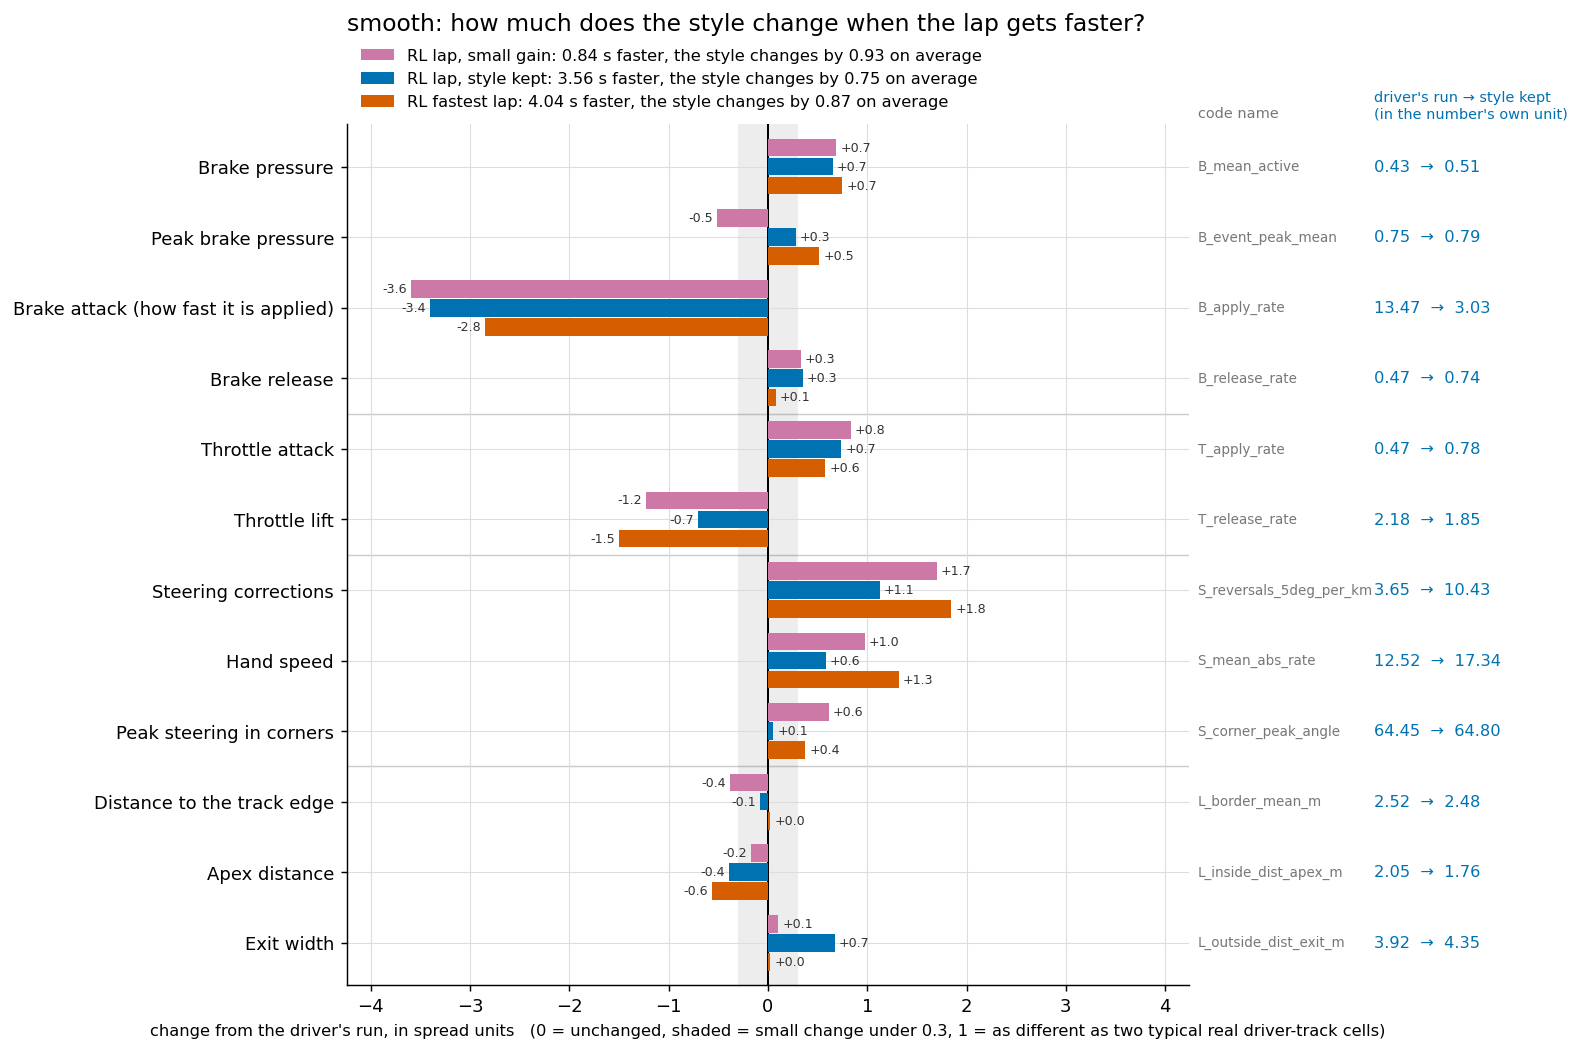 smooth: how much does the style change when the lap gets faster?
RL lap, small gain: 0.84 s faster, the style changes by 0.93 on average
RL lap, style kept: 3.56 s faster, the style changes by 0.75 on average
RL fastest lap: 4.04 s faster, the style changes by 0.87 on average
code name
driver's run → style kept
(in the number's own unit)
Brake pressure
+0.7
+0.7
+0.7
B_mean_active
0.43 → 0.51
Peak brake pressure
-0.5
+0.3
+0.5
B_event_peak_mean
0.75 → 0.79
Brake attack (how fast it is applied)
-3.6
-3.4
-2.8
B_apply_rate
13.47 → 3.03
Brake release
+0.3
+0.3
+0.1
B_release_rate
0.47 → 0.74
Throttle attack
+0.8
+0.7
+0.6
T_apply_rate
0.47 → 0.78
Throttle lift
-1.2
-0.7
-1.5
T_release_rate
2.18 → 1.85
Steering corrections
+1.7
+1.1
+1.8
S_reversals_5deg_per_km
3.65 → 10.43
Hand speed
+1.0
+0.6
+1.3
S_mean_abs_rate
12.52 → 17.34
Peak steering in corners
+0.6
+0.1
+0.4
S_corner_peak_angle
64.45 → 64.80
Distance to the track edge
-0.4
-0.1
+0.0
L_border_mean_m
2.52 → 2.48
Apex distance
-0.2
-0.4
-0.6
L_inside_dist_apex_m
2.05 → 1.76
Exit width
+0.1
+0.7
+0.0
L_outside_dist_exit_m
3.92 → 4.35
−4 −3 −2 −1 0 1 2 3 4
change from the driver's run, in spread units (0 = unchanged, shaded = small change under 0.3, 1 = as different as two typical real driver-track cells)